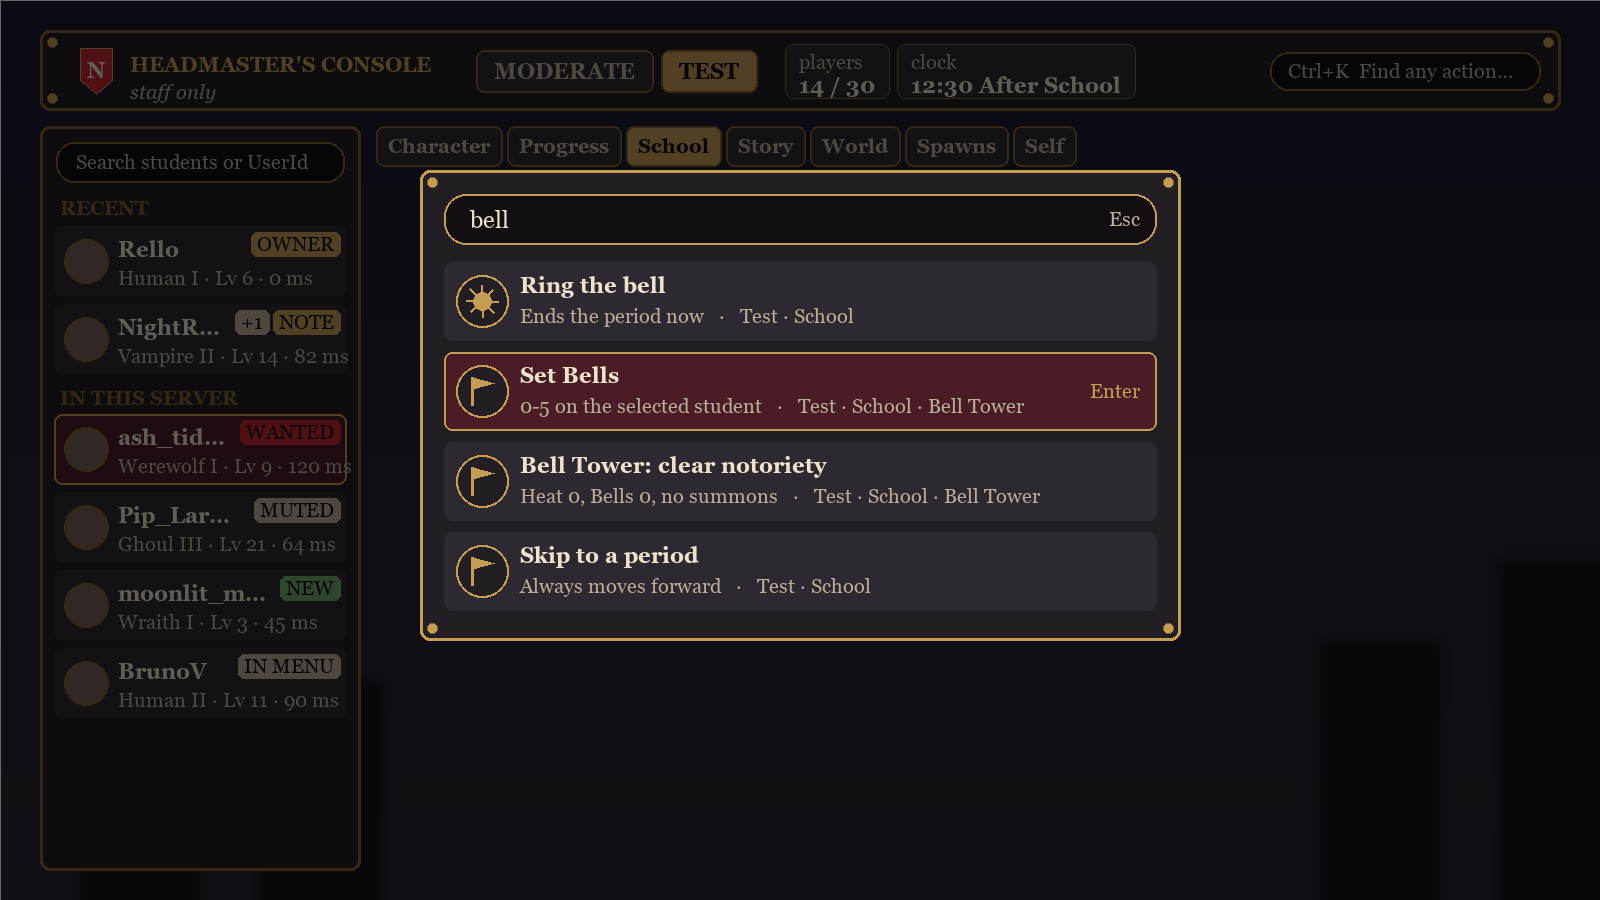 N
HEADMASTER'S CONSOLE
staff only
MODERATE
TEST
players
14 / 30
clock
12:30 After School
Ctrl+K Find any action...
Search students or UserId
RECENT
Rello
OWNER
Human I · Lv 6 · 0 ms
NightR...
+1
NOTE
Vampire II · Lv 14 · 82 ms
IN THIS SERVER
ash_tid...
WANTED
Werewolf I · Lv 9 · 120 ms
Pip_Lar...
MUTED
Ghoul III · Lv 21 · 64 ms
moonlit_m...
NEW
Wraith I · Lv 3 · 45 ms
BrunoV
IN MENU
Human II · Lv 11 · 90 ms
Character
Progress
School
Story
World
Spawns
Self
bell
Esc
Ring the bell
Ends the period now · Test · School
Set Bells
0-5 on the selected student · Test · School · Bell Tower
Enter
Bell Tower: clear notoriety
Heat 0, Bells 0, no summons · Test · School · Bell Tower
Skip to a period
Always moves forward · Test · School